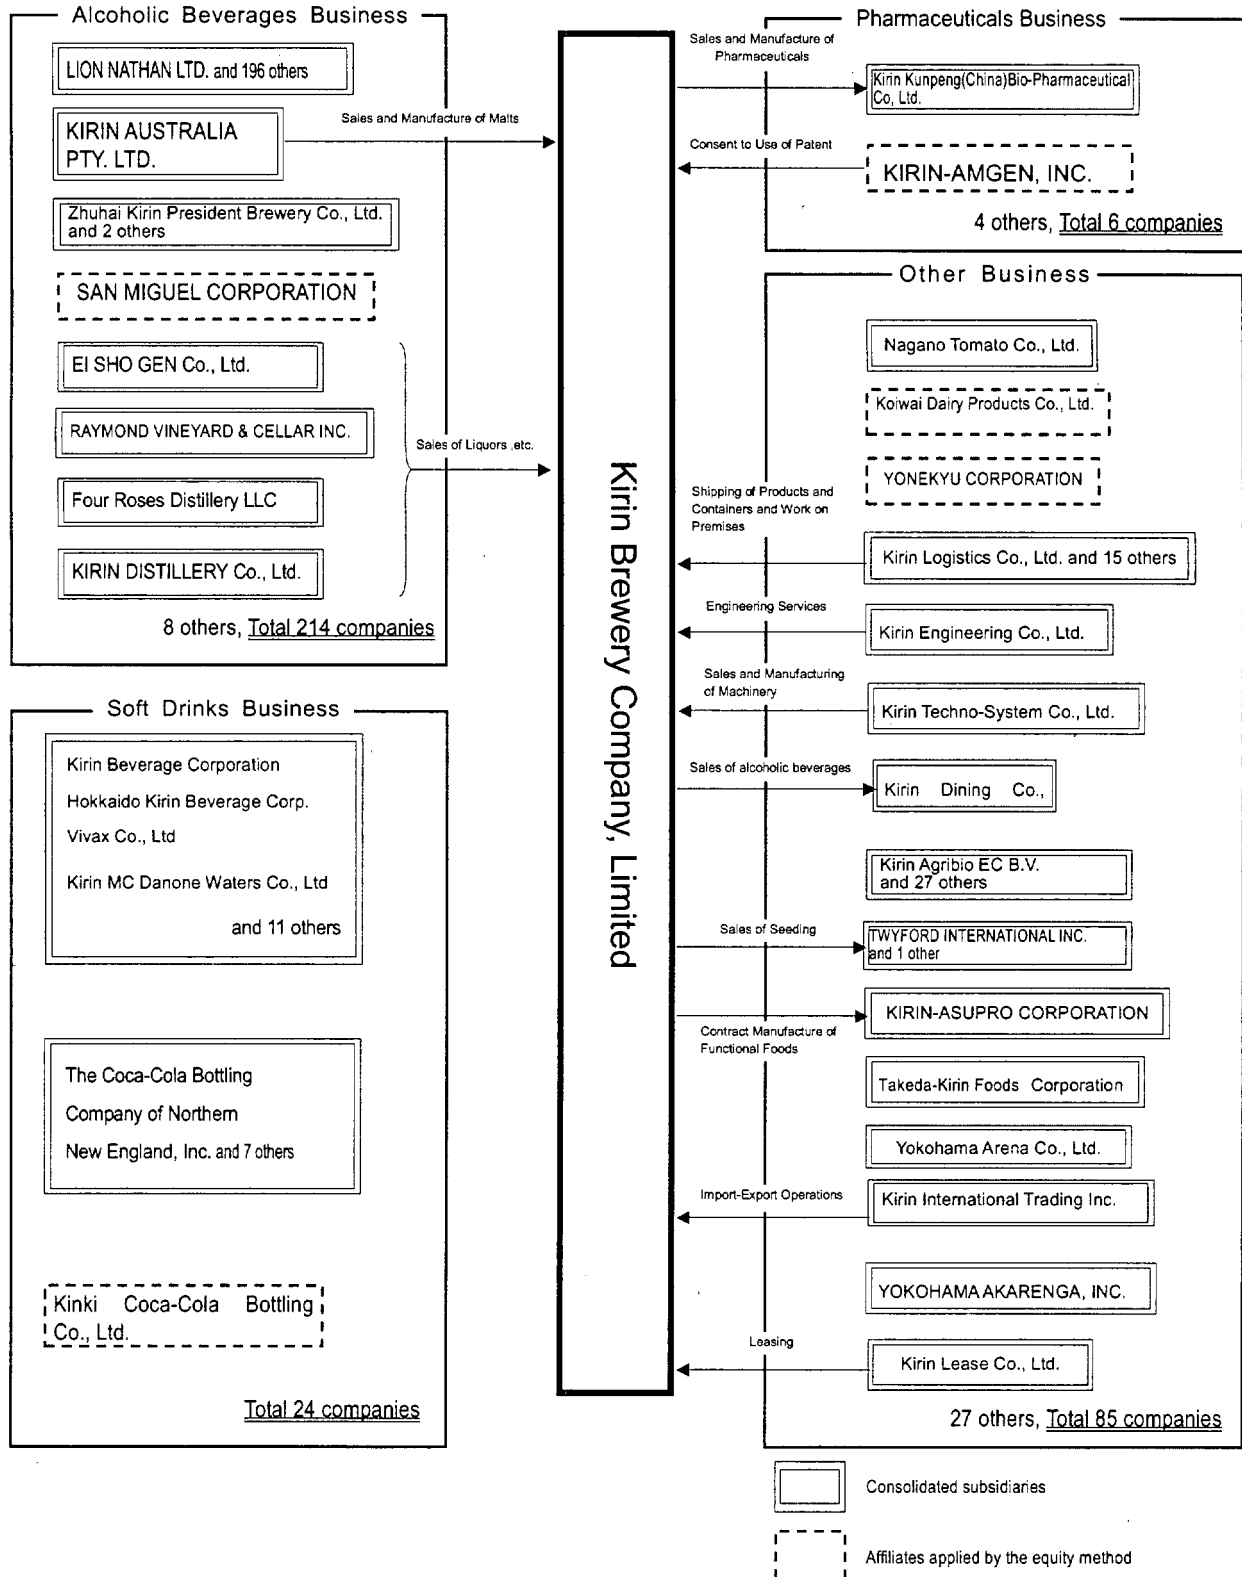 Alcoholic Beverages Business
LION NATHAN LTD. and 196 others
KIRIN AUSTRALIA
PTY. LTD.
Sales and Manufacture of Malts
Zhuhai Kirin President Brewery Co., Ltd.
and 2 others
SAN MIGUEL CORPORATION
EI SHO GEN Co., Ltd.
RAYMOND VINEYARD & CELLAR INC.
Sales of Liquors ,etc.
Four Roses Distillery LLC
KIRIN DISTILLERY Co., Ltd.
8 others, Total 214 companies
Soft Drinks Business
Kirin Beverage Corporation
Hokkaido Kirin Beverage Corp.
Vivax Co., Ltd
Kirin MC Danone Waters Co., Ltd
and 11 others
The Coca-Cola Bottling
Company of Northern
New England, Inc. and 7 others
Kinki Coca-Cola Bottling
Co., Ltd.
Total 24 companies
Kirin Brewery Company, Limited
Pharmaceuticals Business
Sales and Manufacture of
Pharmaceuticals
Kirin Kunpeng(China)Bio-Pharmaceutical
Co, Ltd.
Consent to Use of Patent
KIRIN-AMGEN, INC.
4 others, Total 6 companies
Other Business
Nagano Tomato Co., Ltd.
Koiwai Dairy Products Co., Ltd.
YONEKYU CORPORATION
Shipping of Products and
Containers and Work on
Premises
Kirin Logistics Co., Ltd. and 15 others
Engineering Services
Kirin Engineering Co., Ltd.
Sales and Manufacturing
of Machinery
Kirin Techno-System Co., Ltd.
Sales of alcoholic beverages
Kirin Dining Co.,
Kirin Agribio EC B.V.
and 27 others
Sales of Seeding
TWYFORD INTERNATIONAL INC.
and 1 other
KIRIN-ASUPRO CORPORATION
Contract Manufacture of
Functional Foods
Takeda-Kirin Foods Corporation
Yokohama Arena Co., Ltd.
Import-Export Operations
Kirin International Trading Inc.
YOKOHAMA AKARENGA, INC.
Leasing
Kirin Lease Co., Ltd.
27 others, Total 85 companies
Consolidated subsidiaries
Affiliates applied by the equity method